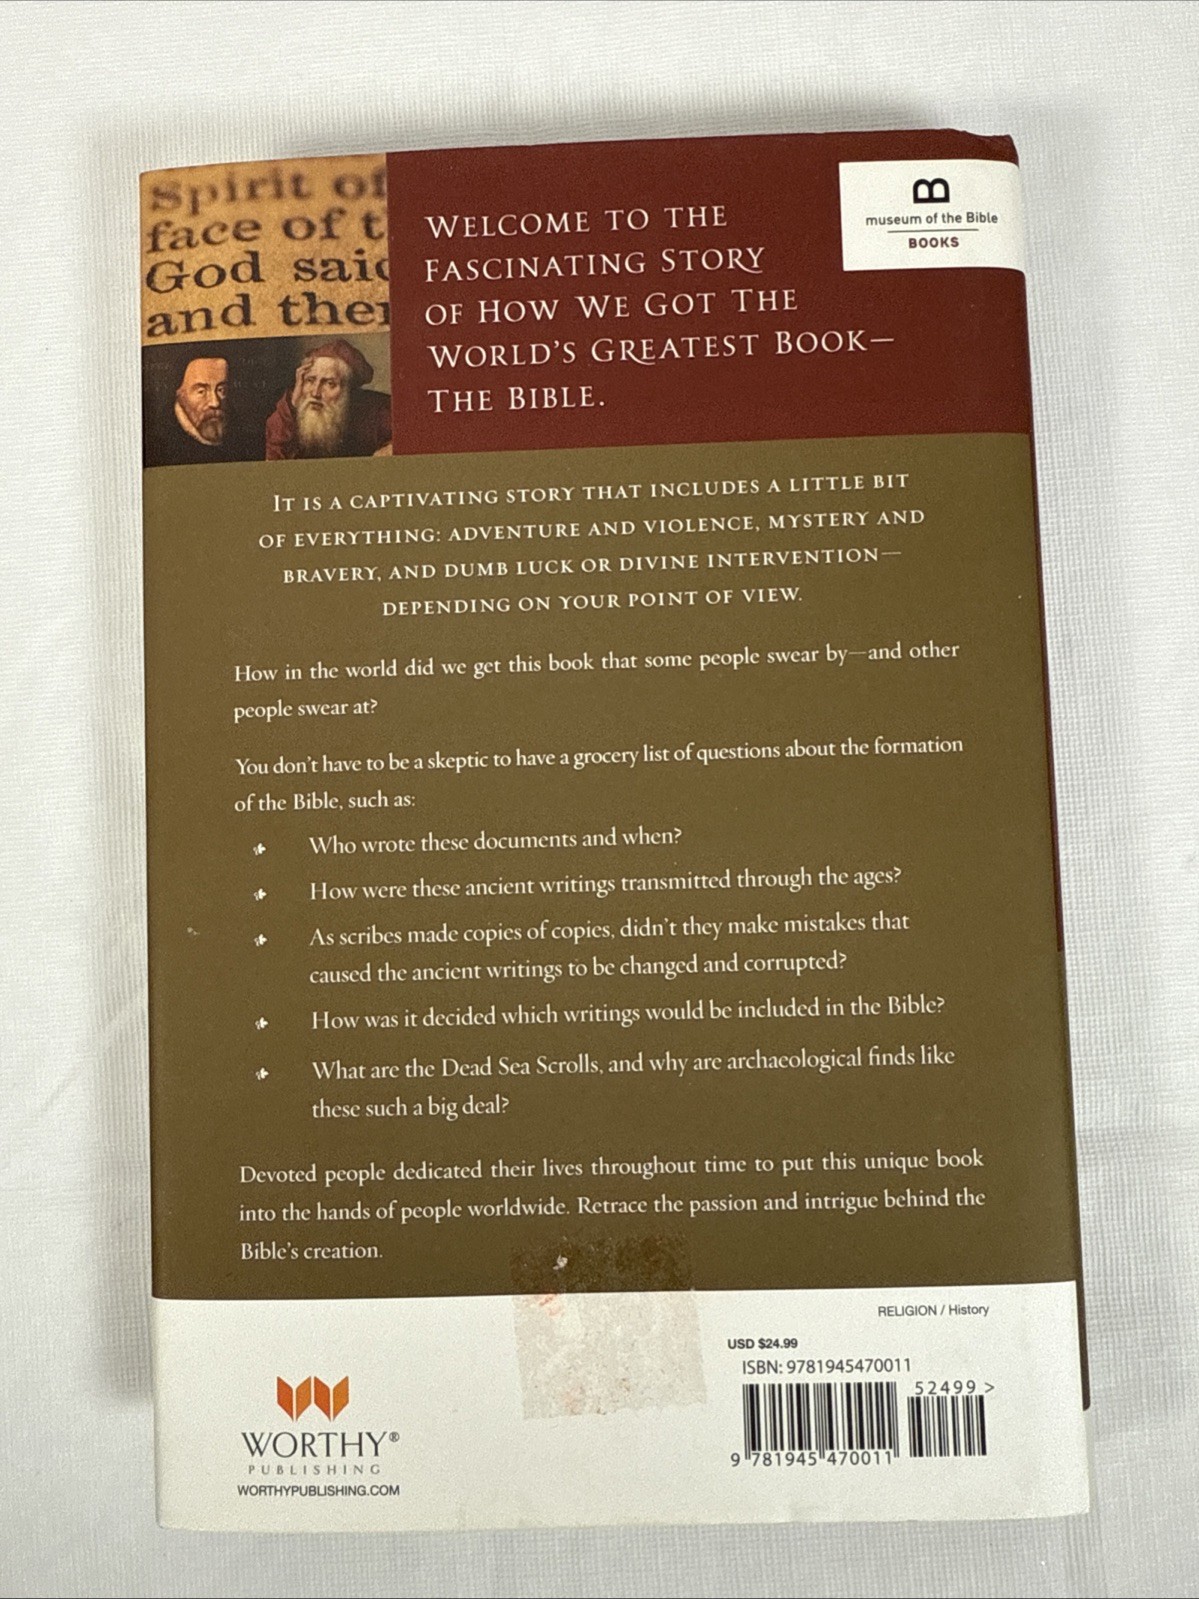 Spirit of
face of t
God said
and ther
WELCOME TO THE
FASCINATING STORY
OF HOW WE GOT THE
WORLD'S GREATEST BOOK—
THE BIBLE.
museum of the Bible
BOOKS
IT IS A CAPTIVATING STORY THAT INCLUDES A LITTLE BIT
OF EVERYTHING: ADVENTURE AND VIOLENCE, MYSTERY AND
BRAVERY, AND DUMB LUCK OR DIVINE INTERVENTION—
DEPENDING ON YOUR POINT OF VIEW.
How in the world did we get this book that some people swear by—and other
people swear at?
You don't have to be a skeptic to have a grocery list of questions about the formation
of the Bible, such as:
Who wrote these documents and when?
How were these ancient writings transmitted through the ages?
As scribes made copies of copies, didn't they make mistakes that
caused the ancient writings to be changed and corrupted?
How was it decided which writings would be included in the Bible?
What are the Dead Sea Scrolls, and why are archaeological finds like
these such a big deal?
Devoted people dedicated their lives throughout time to put this unique book
into the hands of people worldwide. Retrace the passion and intrigue behind the
Bible's creation.
RELIGION / History
USD $24.99
ISBN: 9781945470011
52499 >
9 781945 470011
WORTHY®
PUBLISHING
WORTHYPUBLISHING.COM